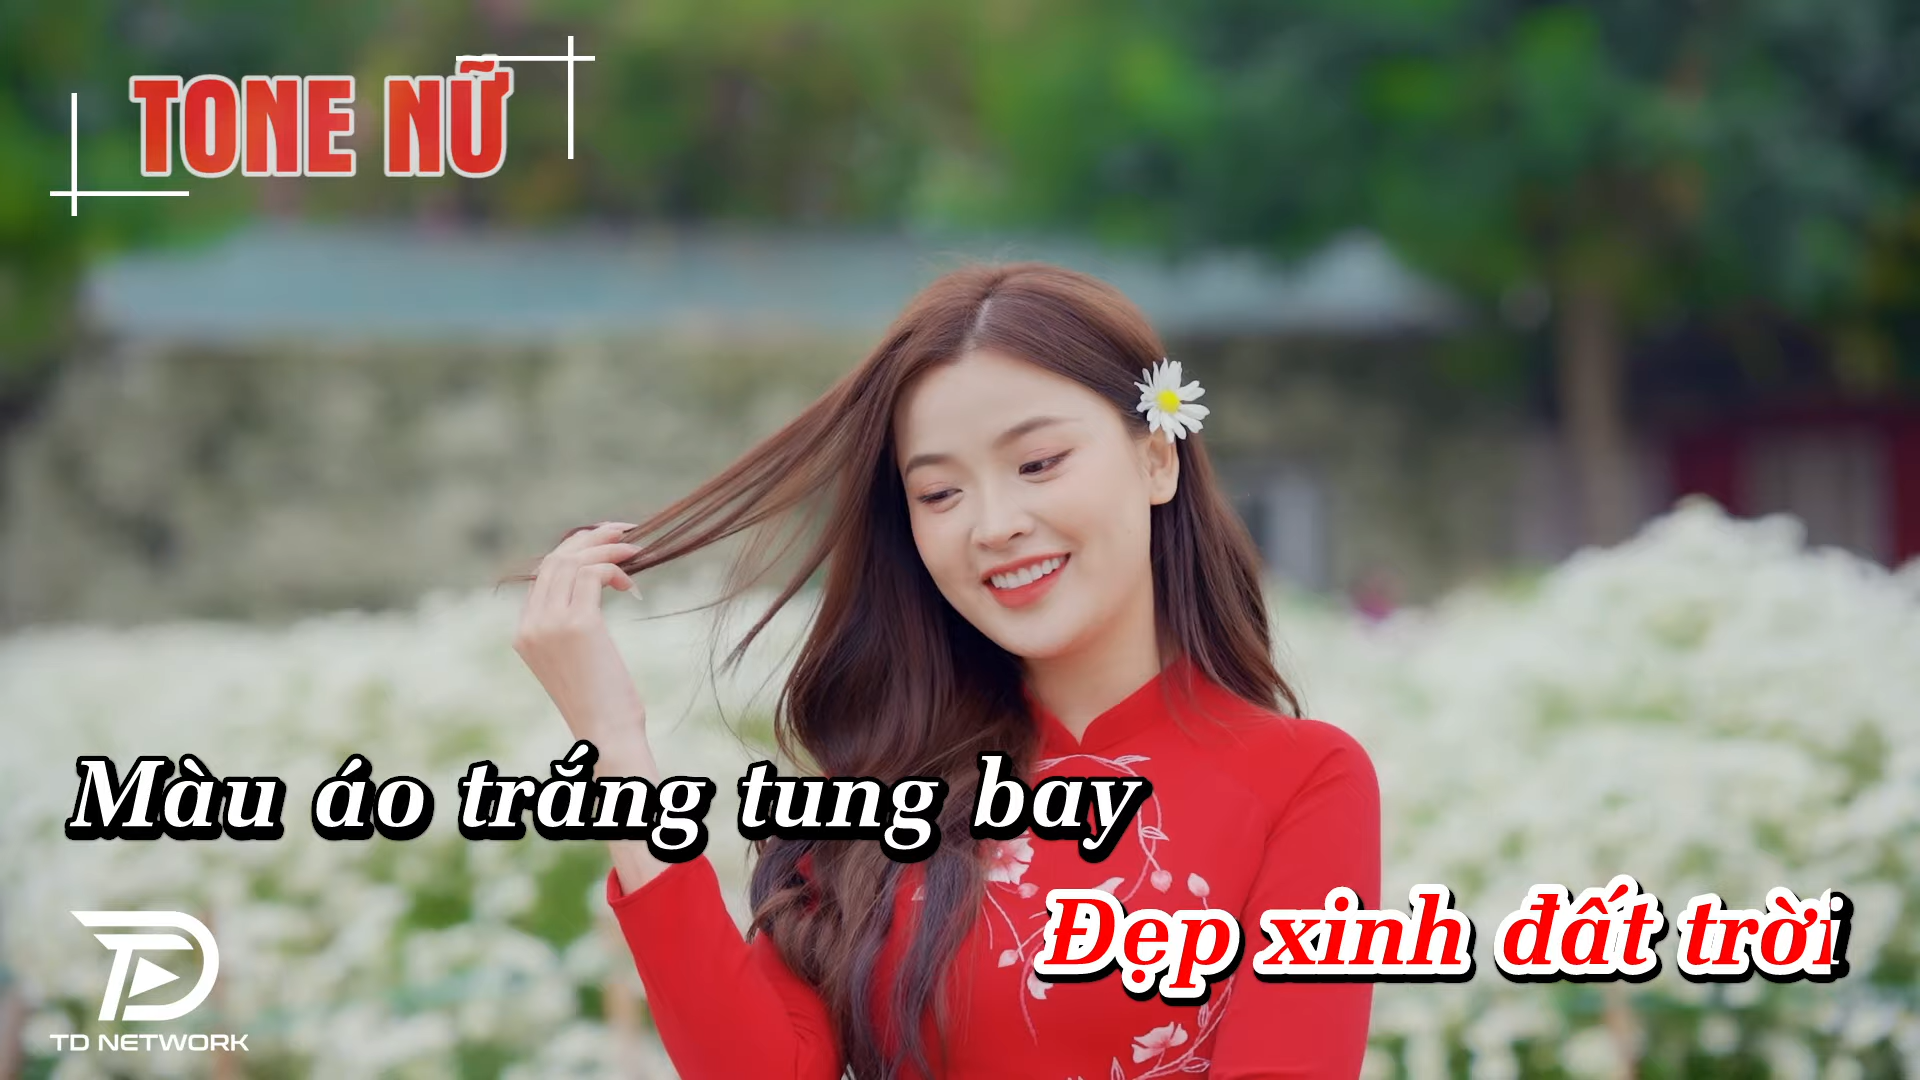 TONE NỮ
Màu áo trắng tung bay
Đẹp xinh đất trời
TD NETWORK